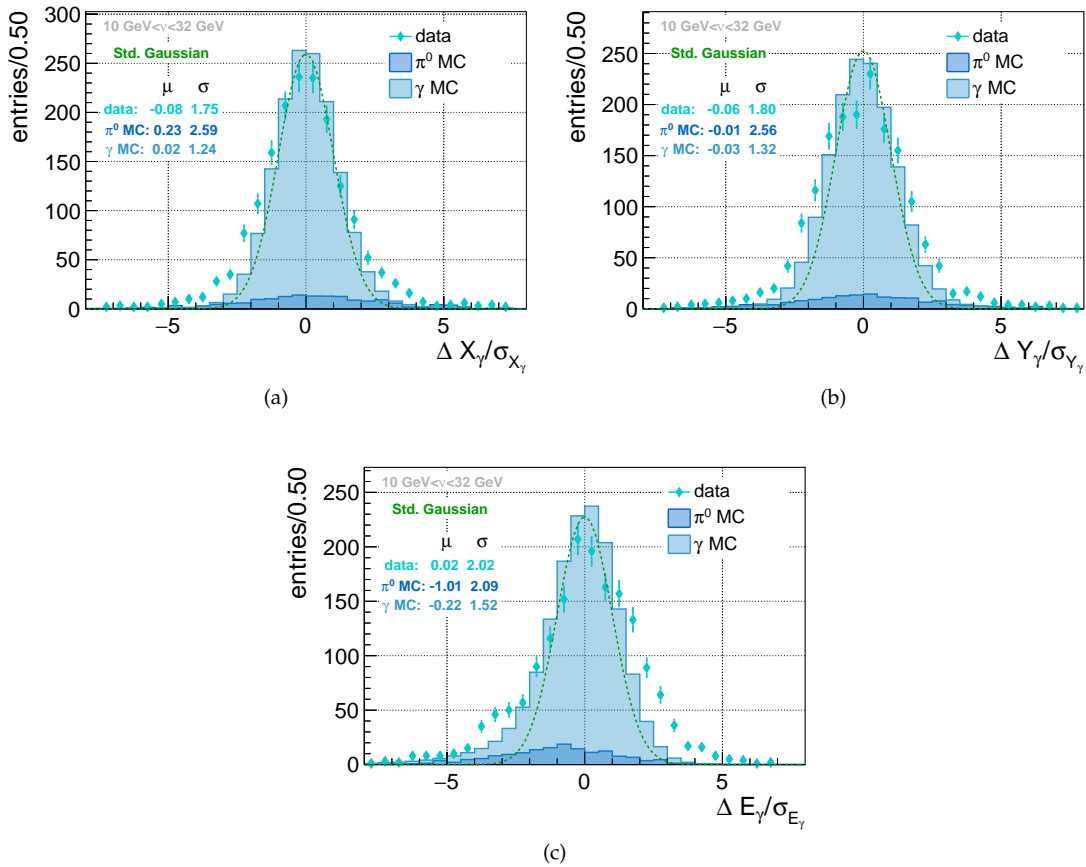 10 GeV<ν<32 GeV
Std. Gaussian
μ σ
data: -0.08 1.75
π⁰ MC: 0.23 2.59
γ MC: 0.02 1.24
data
π⁰ MC
γ MC
entries/0.50
300
250
200
150
100
50
0
−5 0 5
Δ X_γ/σ_{X_γ}
(a)
10 GeV<ν<32 GeV
Std. Gaussian
μ σ
data: -0.06 1.80
π⁰ MC: -0.01 2.56
γ MC: -0.03 1.32
data
π⁰ MC
γ MC
entries/0.50
250
200
150
100
50
0
−5 0 5
Δ Y_γ/σ_{Y_γ}
(b)
10 GeV<ν<32 GeV
Std. Gaussian
μ σ
data: 0.02 2.02
π⁰ MC: -1.01 2.09
γ MC: -0.22 1.52
data
π⁰ MC
γ MC
entries/0.50
250
200
150
100
50
0
−5 0 5
Δ E_γ/σ_{E_γ}
(c)